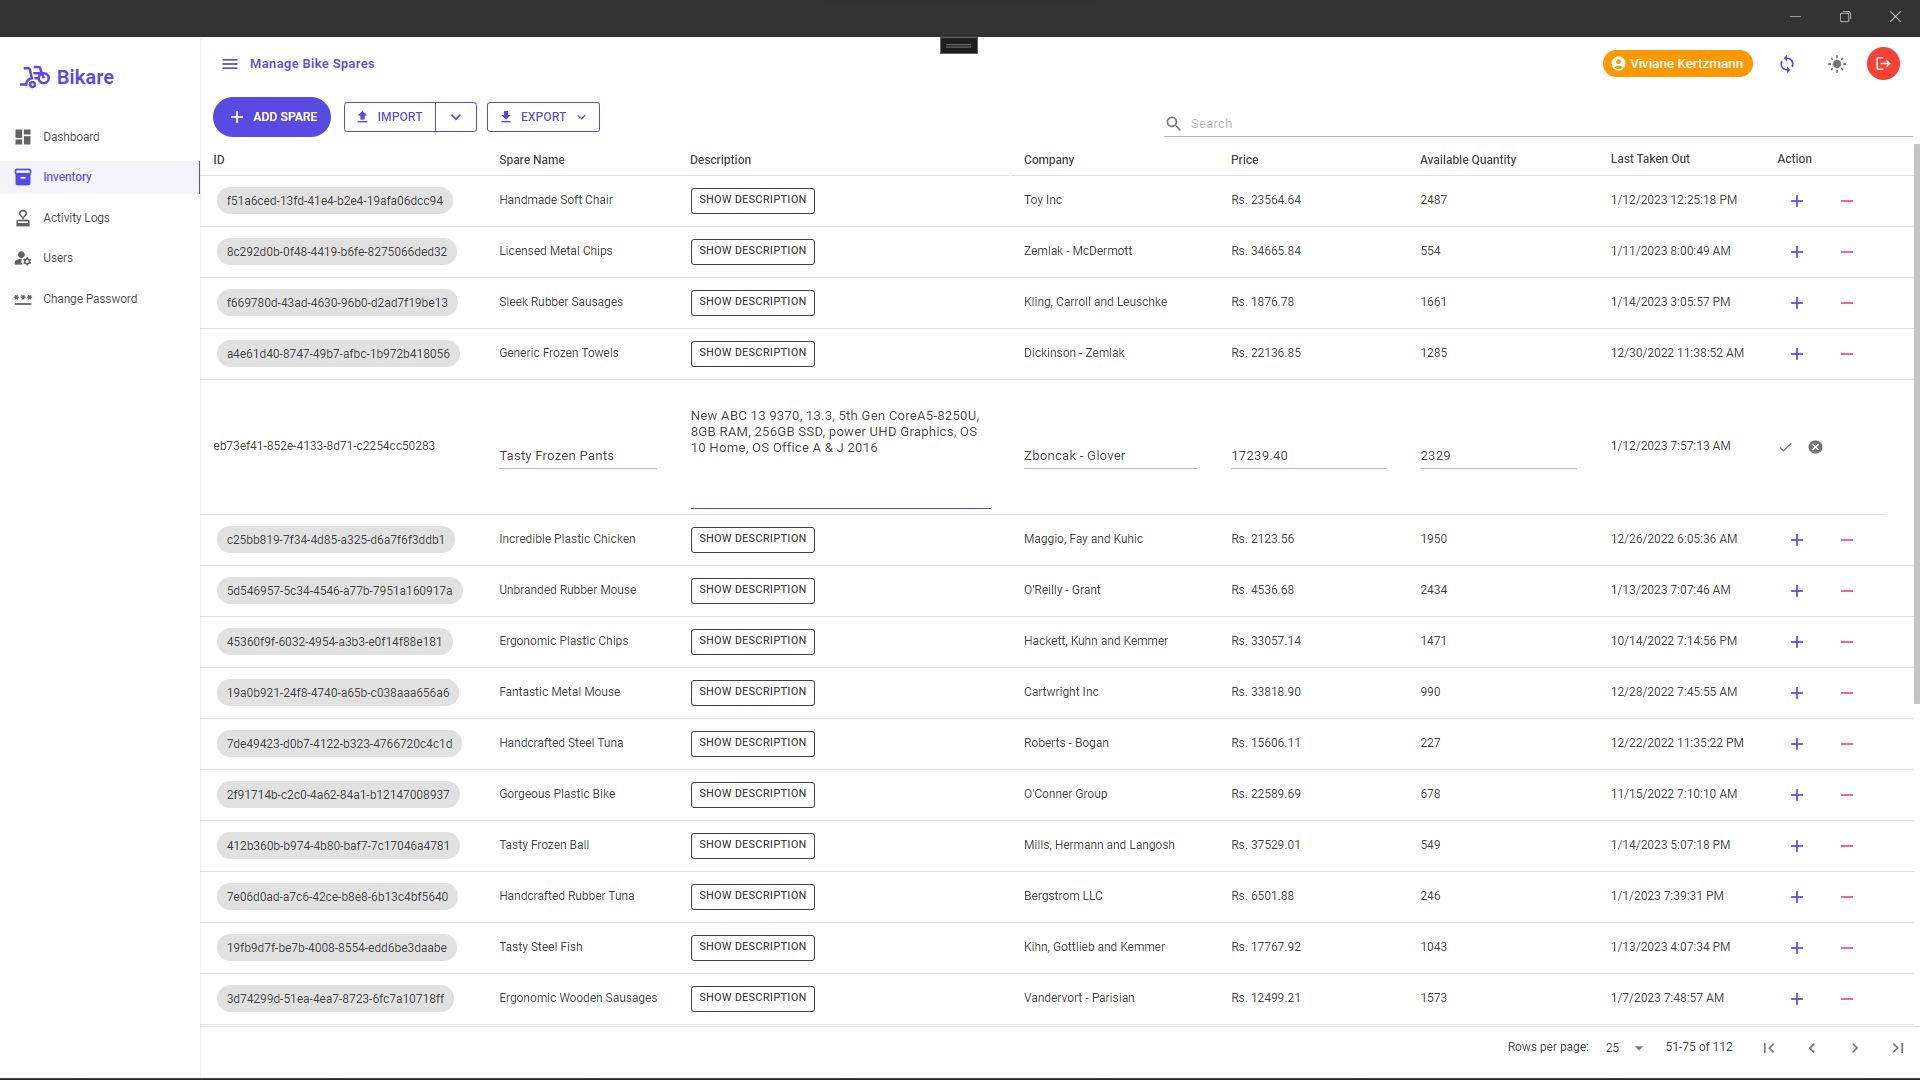 Bikare
Manage Bike Spares
Viviane Kertzmann
Dashboard
Inventory
Activity Logs
Users
Change Password
ADD SPARE IMPORT EXPORT
Search
ID Spare Name Description Company Price Available Quantity Last Taken Out Action
f51a6ced-13fd-41e4-b2e4-19afa06dcc94 Handmade Soft Chair SHOW DESCRIPTION Toy Inc Rs. 23564.64 2487 1/12/2023 12:25:18 PM
8c292d0b-0f48-4419-b6fe-8275066ded32 Licensed Metal Chips SHOW DESCRIPTION Zemlak - McDermott Rs. 34665.84 554 1/11/2023 8:00:49 AM
f669780d-43ad-4630-96b0-d2ad7f19be13 Sleek Rubber Sausages SHOW DESCRIPTION Kling, Carroll and Leuschke Rs. 1876.78 1661 1/14/2023 3:05:57 PM
a4e61d40-8747-49b7-afbc-1b972b418056 Generic Frozen Towels SHOW DESCRIPTION Dickinson - Zemlak Rs. 22136.85 1285 12/30/2022 11:38:52 AM
New ABC 13 9370, 13.3, 5th Gen CoreA5-8250U,
8GB RAM, 256GB SSD, power UHD Graphics, OS
10 Home, OS Office A & J 2016
eb73ef41-852e-4133-8d71-c2254cc50283 Tasty Frozen Pants Zboncak - Glover 17239.40 2329 1/12/2023 7:57:13 AM
c25bb819-7f34-4d85-a325-d6a7f6f3ddb1 Incredible Plastic Chicken SHOW DESCRIPTION Maggio, Fay and Kuhic Rs. 2123.56 1950 12/26/2022 6:05:36 AM
5d546957-5c34-4546-a77b-7951a160917a Unbranded Rubber Mouse SHOW DESCRIPTION O'Reilly - Grant Rs. 4536.68 2434 1/13/2023 7:07:46 AM
45360f9f-6032-4954-a3b3-e0f14f88e181 Ergonomic Plastic Chips SHOW DESCRIPTION Hackett, Kuhn and Kemmer Rs. 33057.14 1471 10/14/2022 7:14:56 PM
19a0b921-24f8-4740-a65b-c038aaa656a6 Fantastic Metal Mouse SHOW DESCRIPTION Cartwright Inc Rs. 33818.90 990 12/28/2022 7:45:55 AM
7de49423-d0b7-4122-b323-4766720c4c1d Handcrafted Steel Tuna SHOW DESCRIPTION Roberts - Bogan Rs. 15606.11 227 12/22/2022 11:35:22 PM
2f91714b-c2c0-4a62-84a1-b12147008937 Gorgeous Plastic Bike SHOW DESCRIPTION O'Conner Group Rs. 22589.69 678 11/15/2022 7:10:10 AM
412b360b-b974-4b80-baf7-7c17046a4781 Tasty Frozen Ball SHOW DESCRIPTION Mills, Hermann and Langosh Rs. 37529.01 549 1/14/2023 5:07:18 PM
7e06d0ad-a7c6-42ce-b8e8-6b13c4bf5640 Handcrafted Rubber Tuna SHOW DESCRIPTION Bergstrom LLC Rs. 6501.88 246 1/1/2023 7:39:31 PM
19fb9d7f-be7b-4008-8554-edd6be3daabe Tasty Steel Fish SHOW DESCRIPTION Kihn, Gottlieb and Kemmer Rs. 17767.92 1043 1/13/2023 4:07:34 PM
3d74299d-51ea-4ea7-8723-6fc7a10718ff Ergonomic Wooden Sausages SHOW DESCRIPTION Vandervort - Parisian Rs. 12499.21 1573 1/7/2023 7:48:57 AM
Rows per page: 25 51-75 of 112